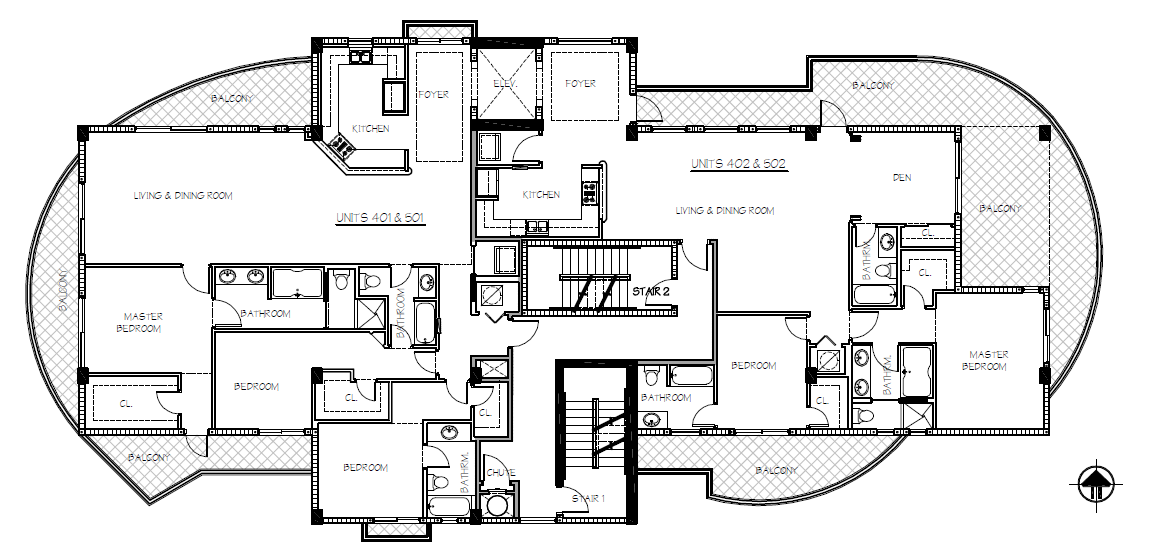 BALCONY
FOYER
ELEV.
FOYER
BALCONY
KITCHEN
UNITS 402 & 502
DEN
LIVING & DINING ROOM
KITCHEN
LIVING & DINING ROOM
BALCONY
UNITS 401 & 501
CL.
BATHRM.
CL.
BALCONY
STAIR 2
BATHROOM
BATHROOM
MASTER
BEDROOM
BEDROOM
MASTER
BEDROOM
BATHRM.
BEDROOM
CL.
CL.
CL.
BATHROOM
CL.
BALCONY
BEDROOM
BATHRM.
CHUTE
STAIR 1
BALCONY